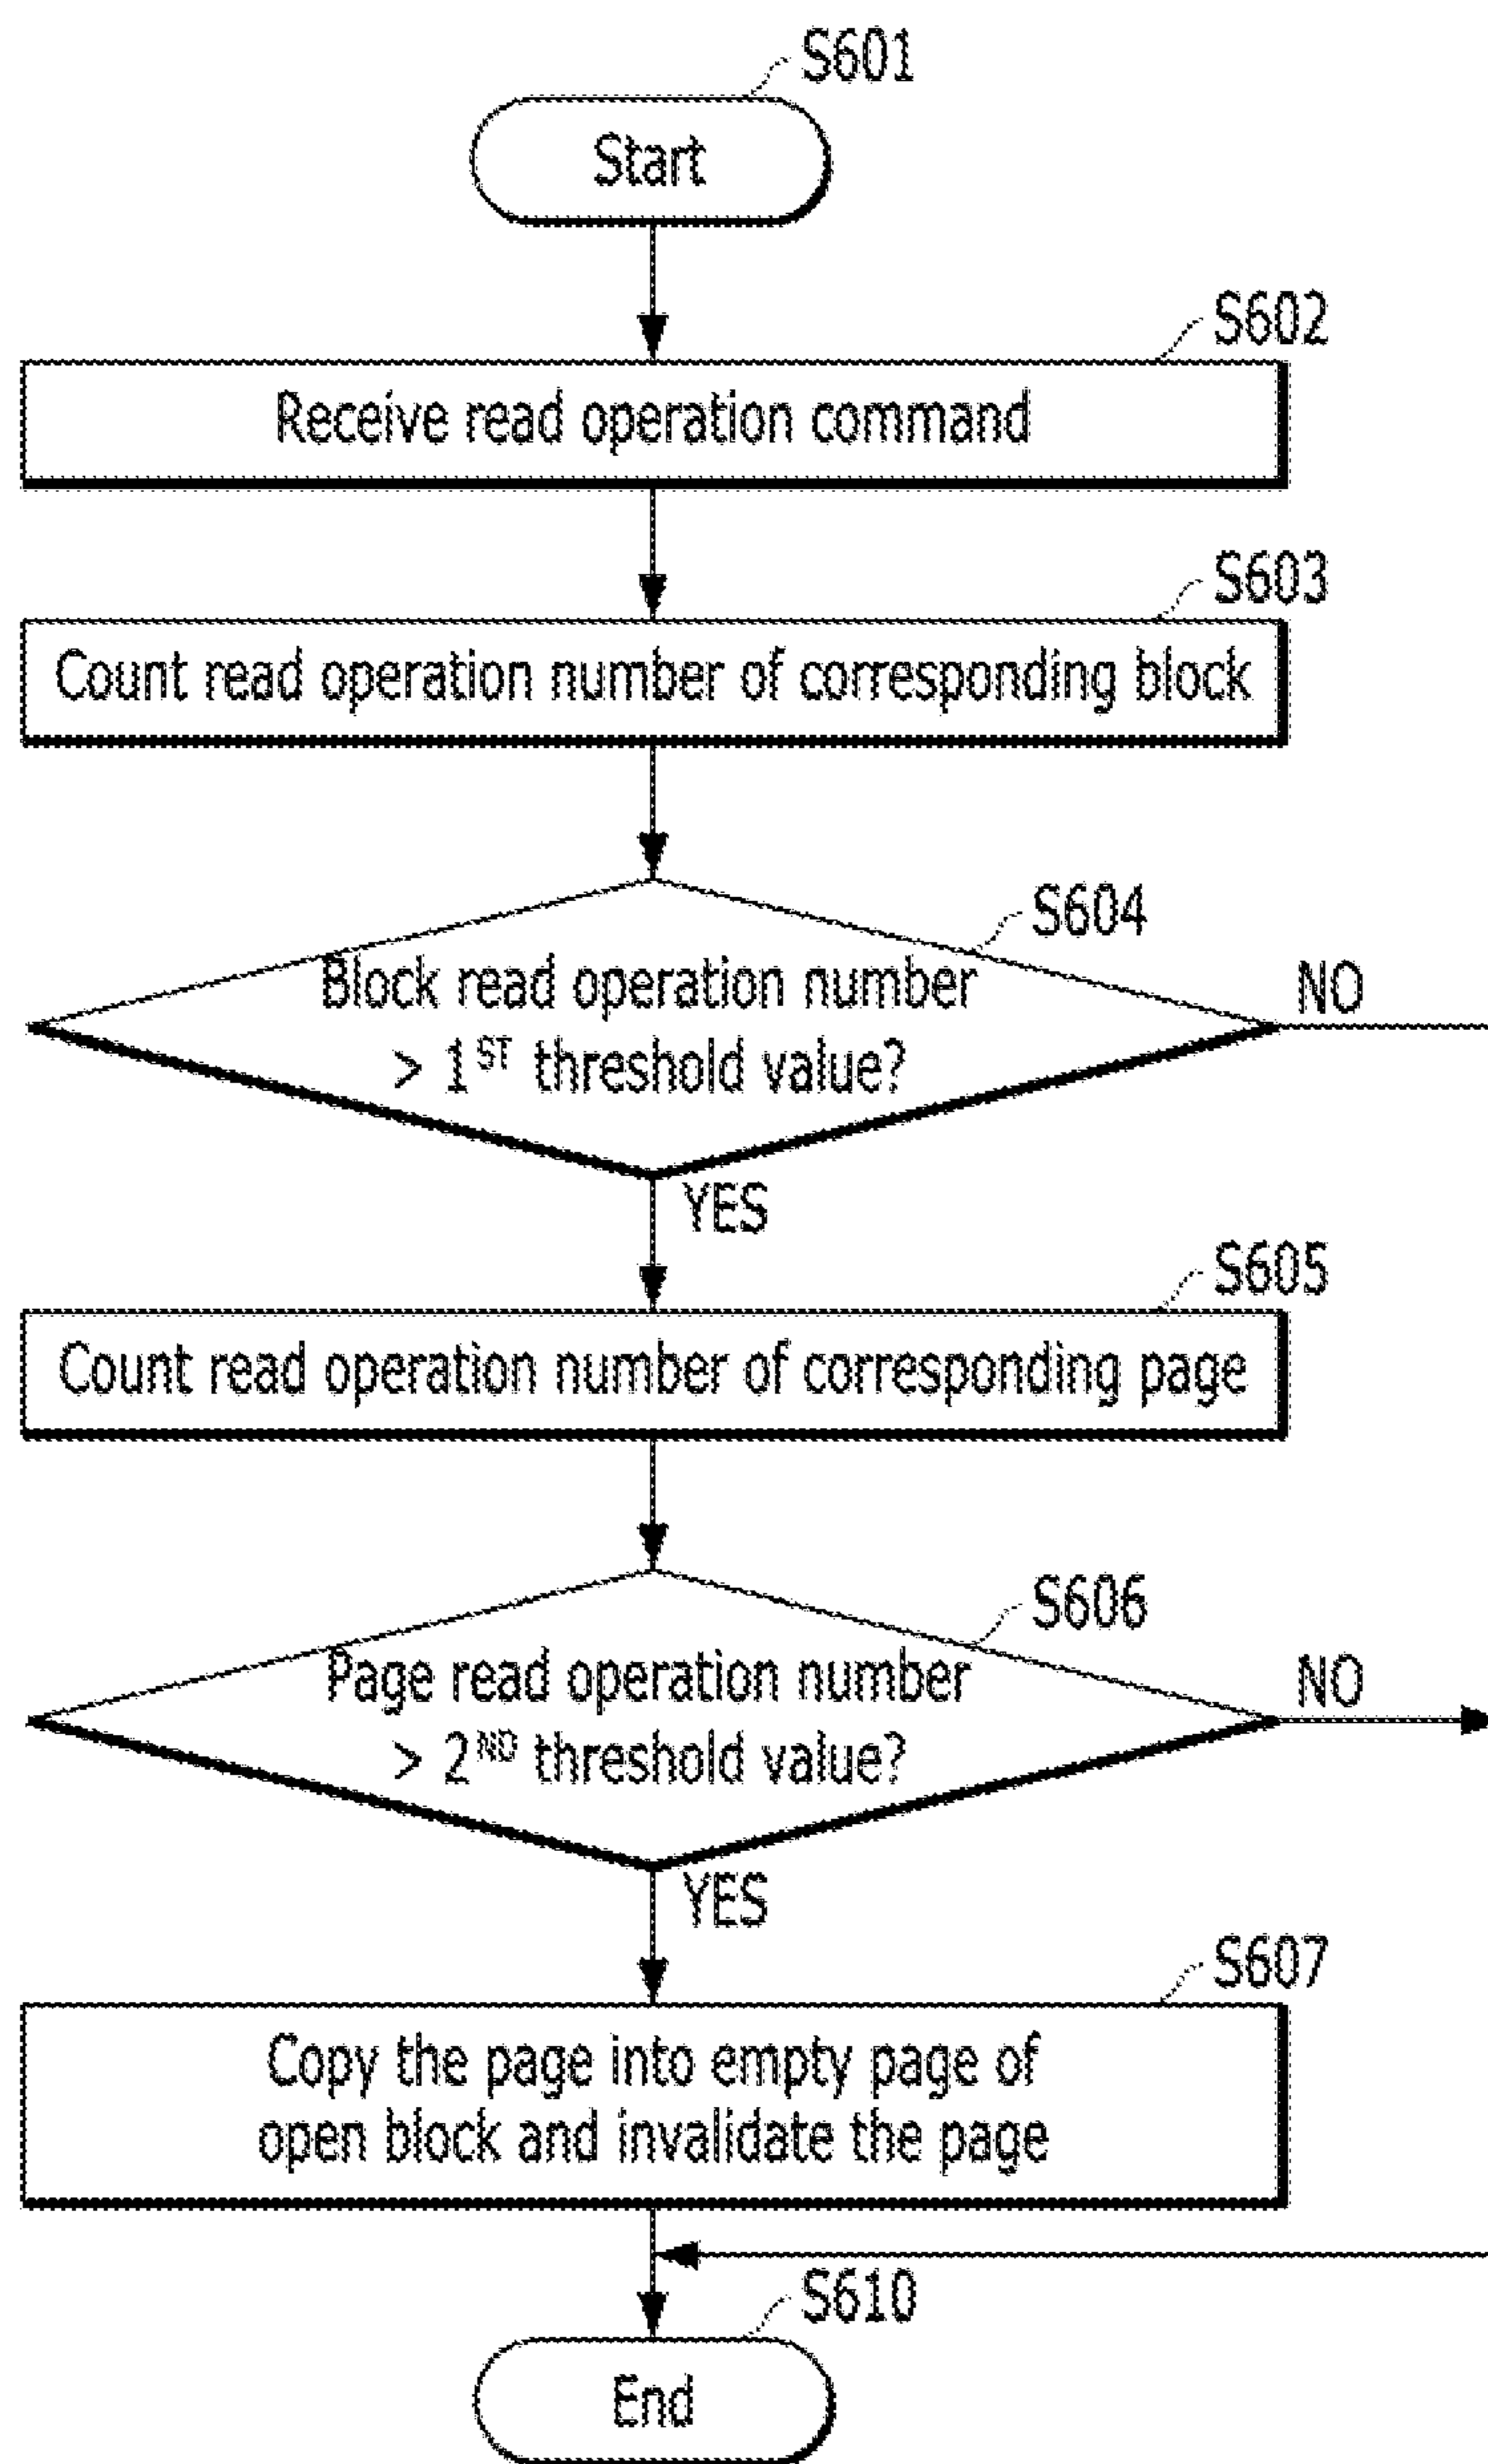 S601
Start
S602
Receive read operation command
S603
Count read operation number of corresponding block
S604
Block read operation number
> 1ST threshold value?
NO
YES
S605
Count read operation number of corresponding page
S606
Page read operation number
> 2ND threshold value?
NO
YES
S607
Copy the page into empty page of
open block and invalidate the page
S610
End